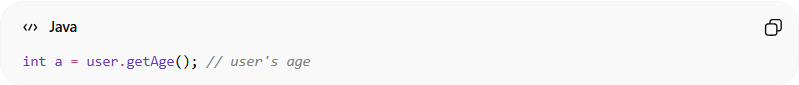 </> Java
int a = user.getAge(); // user's age